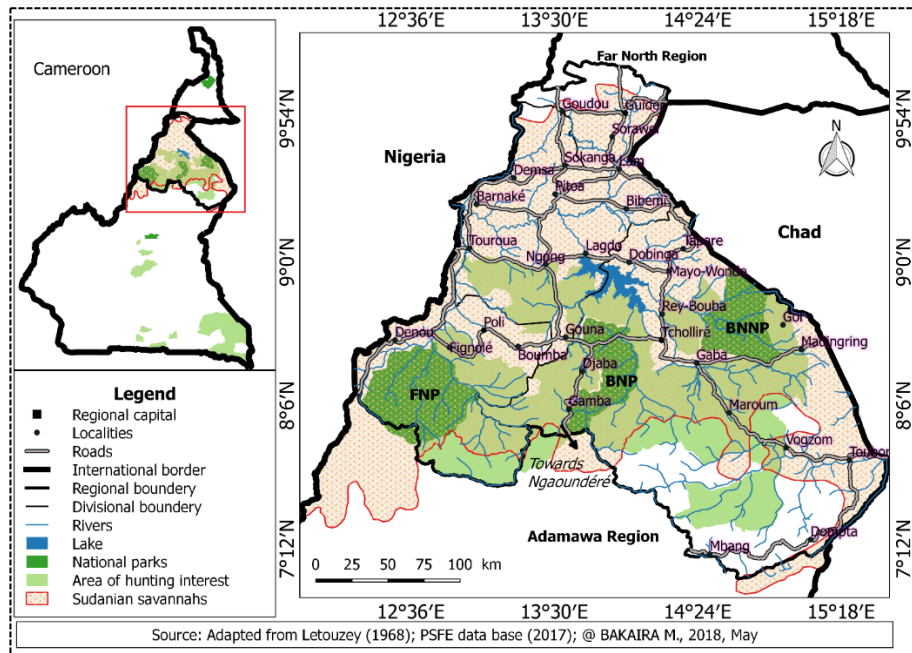 Cameroon
Legend
Regional capital
Localities
Roads
International border
Regional boundary
Divisional boundary
Rivers
Lake
National parks
Area of hunting interest
Sudanian savannahs
12°36'E 13°30'E 14°24'E 15°18'E
9°54'N
9°0'N
8°6'N
7°12'N
Far North Region
N
Nigeria
Chad
Goudou
Guider
Sorawel
Sokanga
Lam
Demsa
Pitoa
Barnaké
Bibemi
Touroua
Lagdo
Tapare
Ngong
Dobinga
Mayo-Wonde
Rey-Bouba
BNNP
Gor
Poli
Denou
Gouna
Tcholliré
Madingring
Fignolé
Boumba
Gaba
Djaba
FNP
BNP
Gamba
Maroum
Vogzom
Touboro
Towards
Ngaoundéré
Adamawa Region
Mbang
Dompta
0 25 50 75 100 km
9°54'N
9°0'N
8°6'N
7°12'N
12°36'E 13°30'E 14°24'E 15°18'E
Source: Adapted from Letouzey (1968); PSFE data base (2017); @ BAKAIRA M., 2018, May